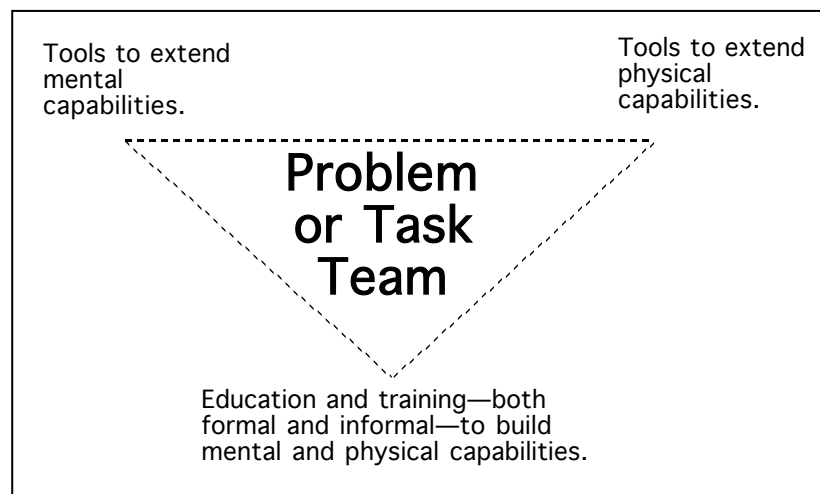 Tools to extend
mental
capabilities.
Tools to extend
physical
capabilities.
Problem
or Task
Team
Education and training—both
formal and informal—to build
mental and physical capabilities.